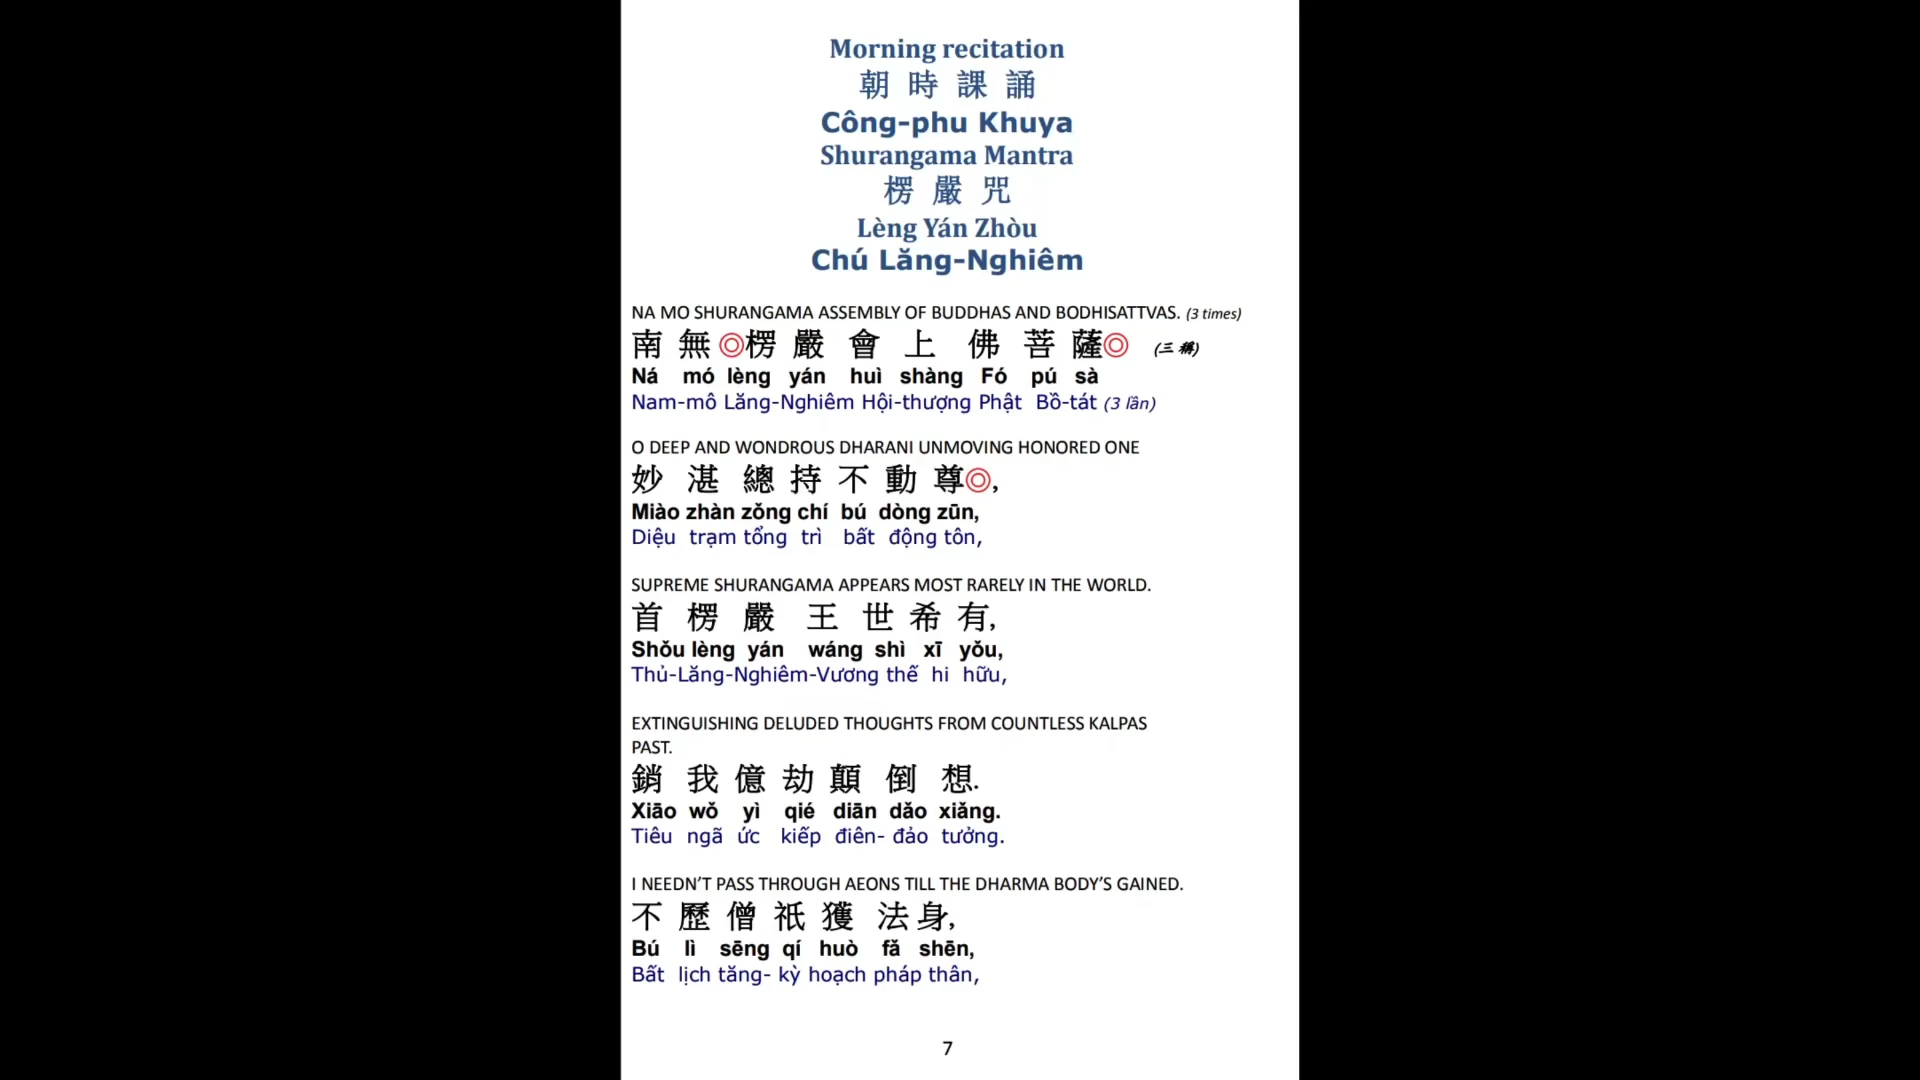 Morning recitation
朝 時 課 誦
Công-phu Khuya
Shurangama Mantra
楞 嚴 咒
Lèng Yán Zhòu
Chú Lăng-Nghiêm
NA MO SHURANGAMA ASSEMBLY OF BUDDHAS AND BODHISATTVAS. (3 times)
南 無 ◎楞 嚴 會 上 佛 菩 薩◎ (三 稱)
Ná mó lèng yán huì shàng Fó pú sà
Nam-mô Lăng-Nghiêm Hội-thượng Phật Bồ-tát (3 lần)
O DEEP AND WONDROUS DHARANI UNMOVING HONORED ONE
妙 湛 總 持 不 動 尊◎,
Miào zhàn zǒng chí bú dòng zūn,
Diệu trạm tổng trì bất động tôn,
SUPREME SHURANGAMA APPEARS MOST RARELY IN THE WORLD.
首 楞 嚴 王 世 希 有,
Shǒu lèng yán wáng shì xī yǒu,
Thủ-Lăng-Nghiêm-Vương thế hi hữu,
EXTINGUISHING DELUDED THOUGHTS FROM COUNTLESS KALPAS
PAST.
銷 我 億 劫 顛 倒 想.
Xiāo wǒ yì qié diān dǎo xiǎng.
Tiêu ngã ức kiếp điên- đảo tưởng.
I NEEDN'T PASS THROUGH AEONS TILL THE DHARMA BODY'S GAINED.
不 歷 僧 祇 獲 法 身,
Bú lì sēng qí huò fǎ shēn,
Bất lịch tăng- kỳ hoạch pháp thân,
7